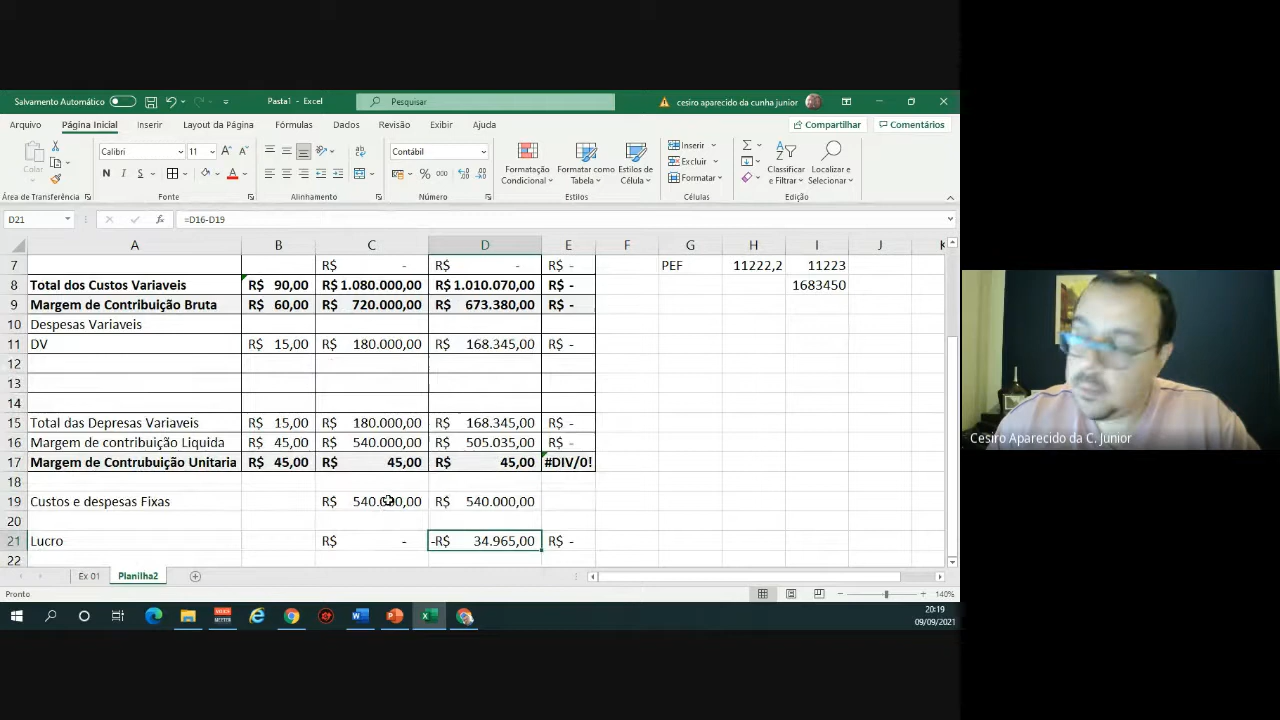 Salvamento Automático Pasta1 - Excel Pesquisar cesiro aparecido da cunha junior
Arquivo Página Inicial Inserir Layout da Página Fórmulas Dados Revisão Exibir Ajuda Compartilhar Comentários
Colar Calibri 11 Contábil Formatação Condicional Formatar como Tabela Estilos de Célula Inserir Excluir Formatar Classificar e Filtrar Localizar e Selecionar
N I S % 000
Área de Transferência Fonte Alinhamento Número Estilos Células Edição
D21 fx =D16-D19
A B C D E F G H I J K
7 R$ - R$ - R$ - PEF 11222,2 11223
8 Total dos Custos Variaveis R$ 90,00 R$ 1.080.000,00 R$ 1.010.070,00 R$ - 1683450
9 Margem de Contribuição Bruta R$ 60,00 R$ 720.000,00 R$ 673.380,00 R$ -
10 Despesas Variaveis
11 DV R$ 15,00 R$ 180.000,00 R$ 168.345,00 R$ -
12
13
14
15 Total das Depresas Variaveis R$ 15,00 R$ 180.000,00 R$ 168.345,00 R$ -
16 Margem de contribuição Liquida R$ 45,00 R$ 540.000,00 R$ 505.035,00 R$ -
17 Margem de Contrubuição Unitaria R$ 45,00 R$ 45,00 R$ 45,00 #DIV/0!
18
19 Custos e despesas Fixas R$ 540.000,00 R$ 540.000,00
20
21 Lucro R$ - -R$ 34.965,00 R$ -
22
Ex 01 Planilha2
Pronto 140%
20:19
09/09/2021
Cesiro Aparecido da C. Junior